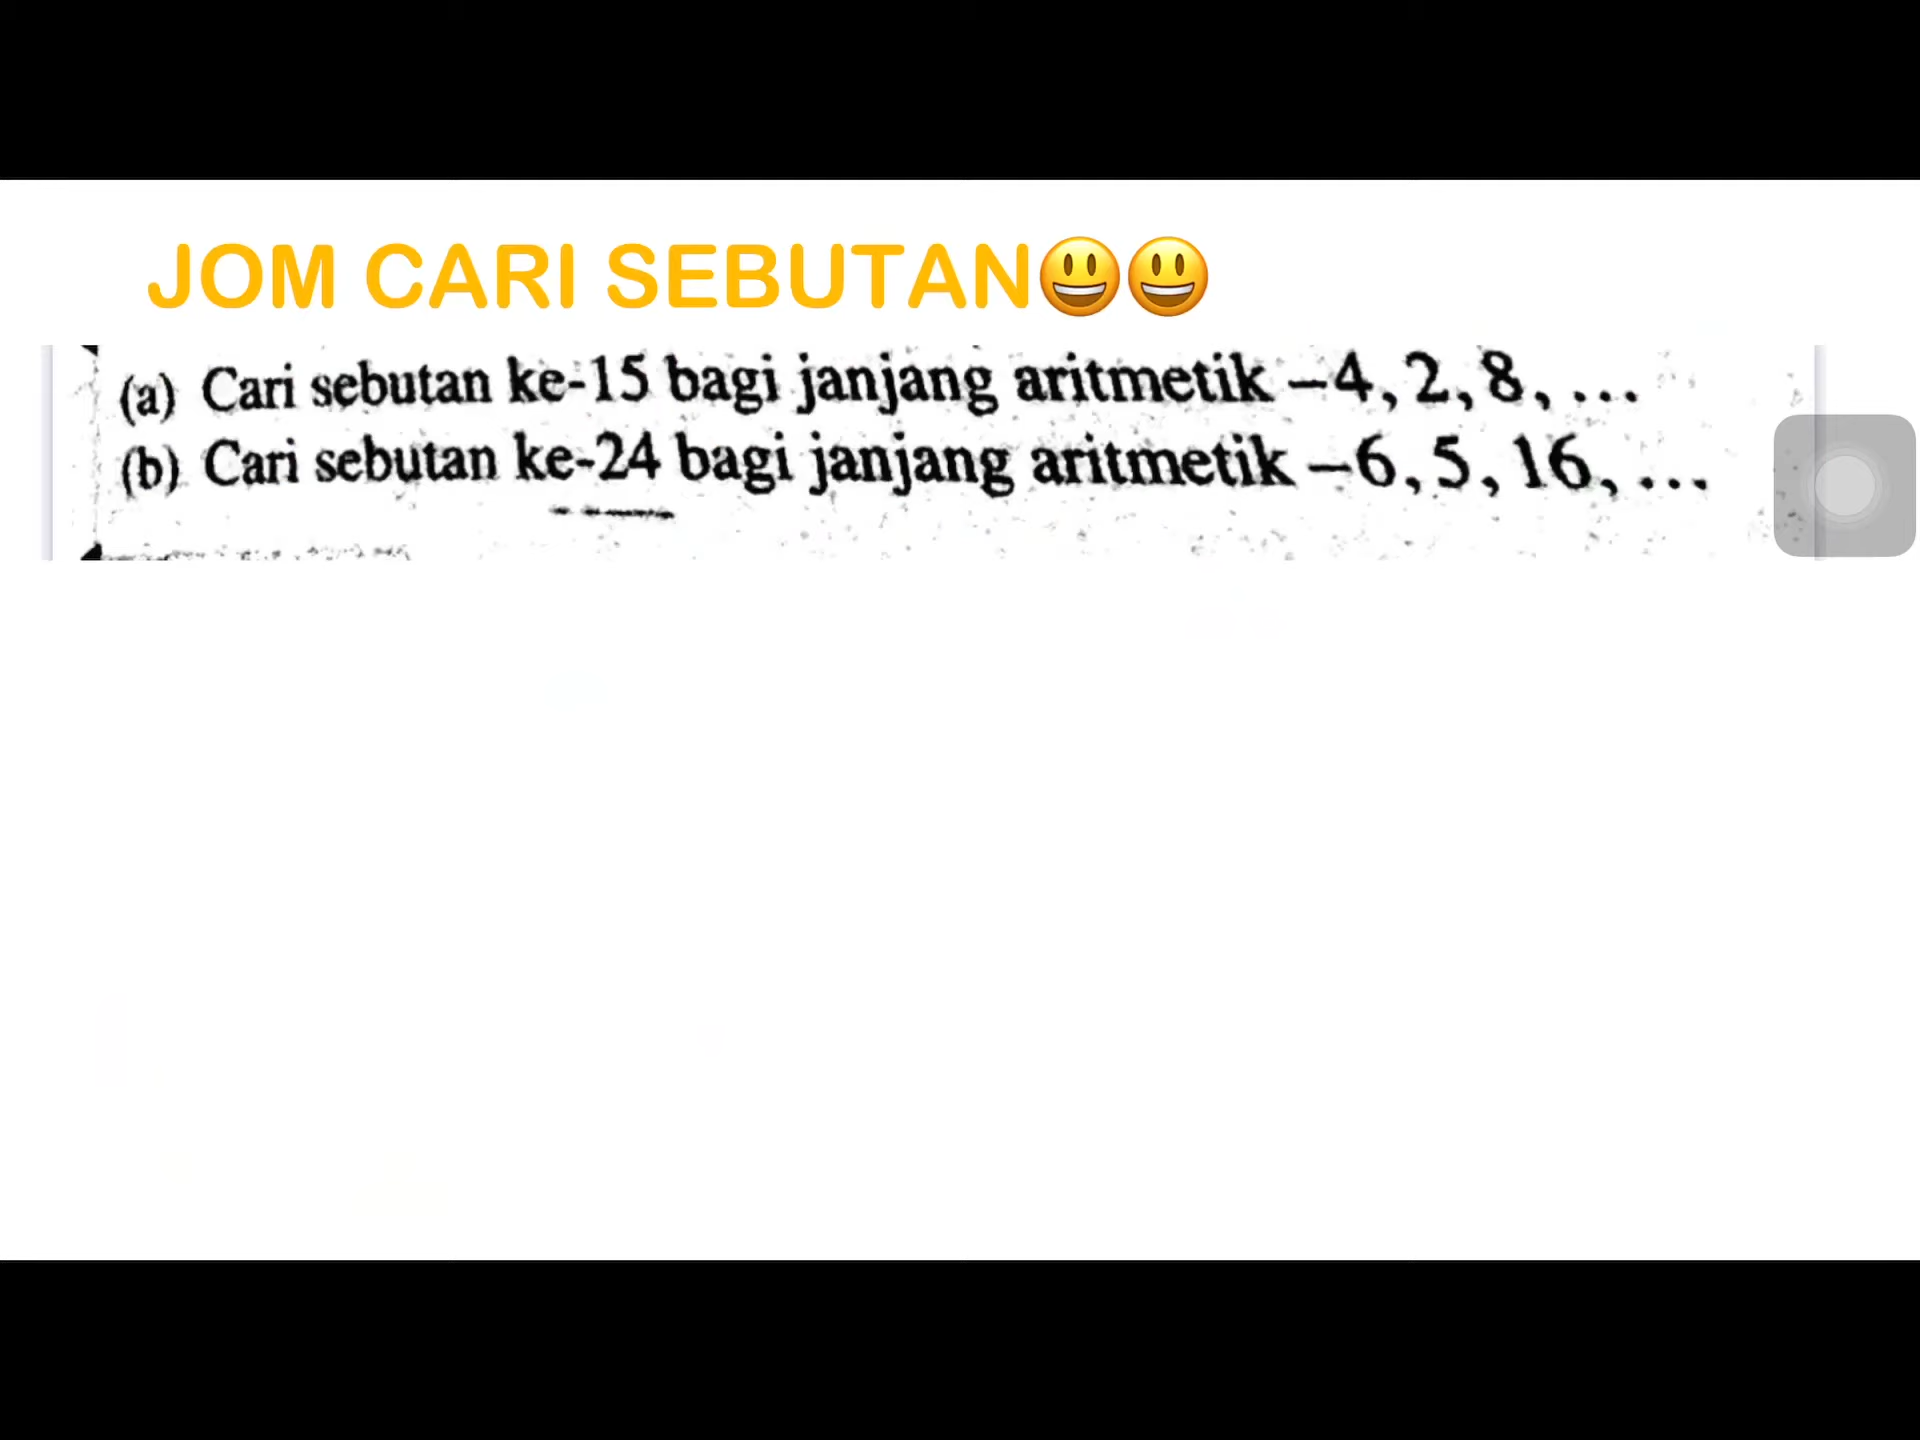 JOM CARI SEBUTAN😃😃
(a) Cari sebutan ke-15 bagi janjang aritmetik −4, 2, 8, ...
(b) Cari sebutan ke-24 bagi janjang aritmetik −6, 5, 16, ...